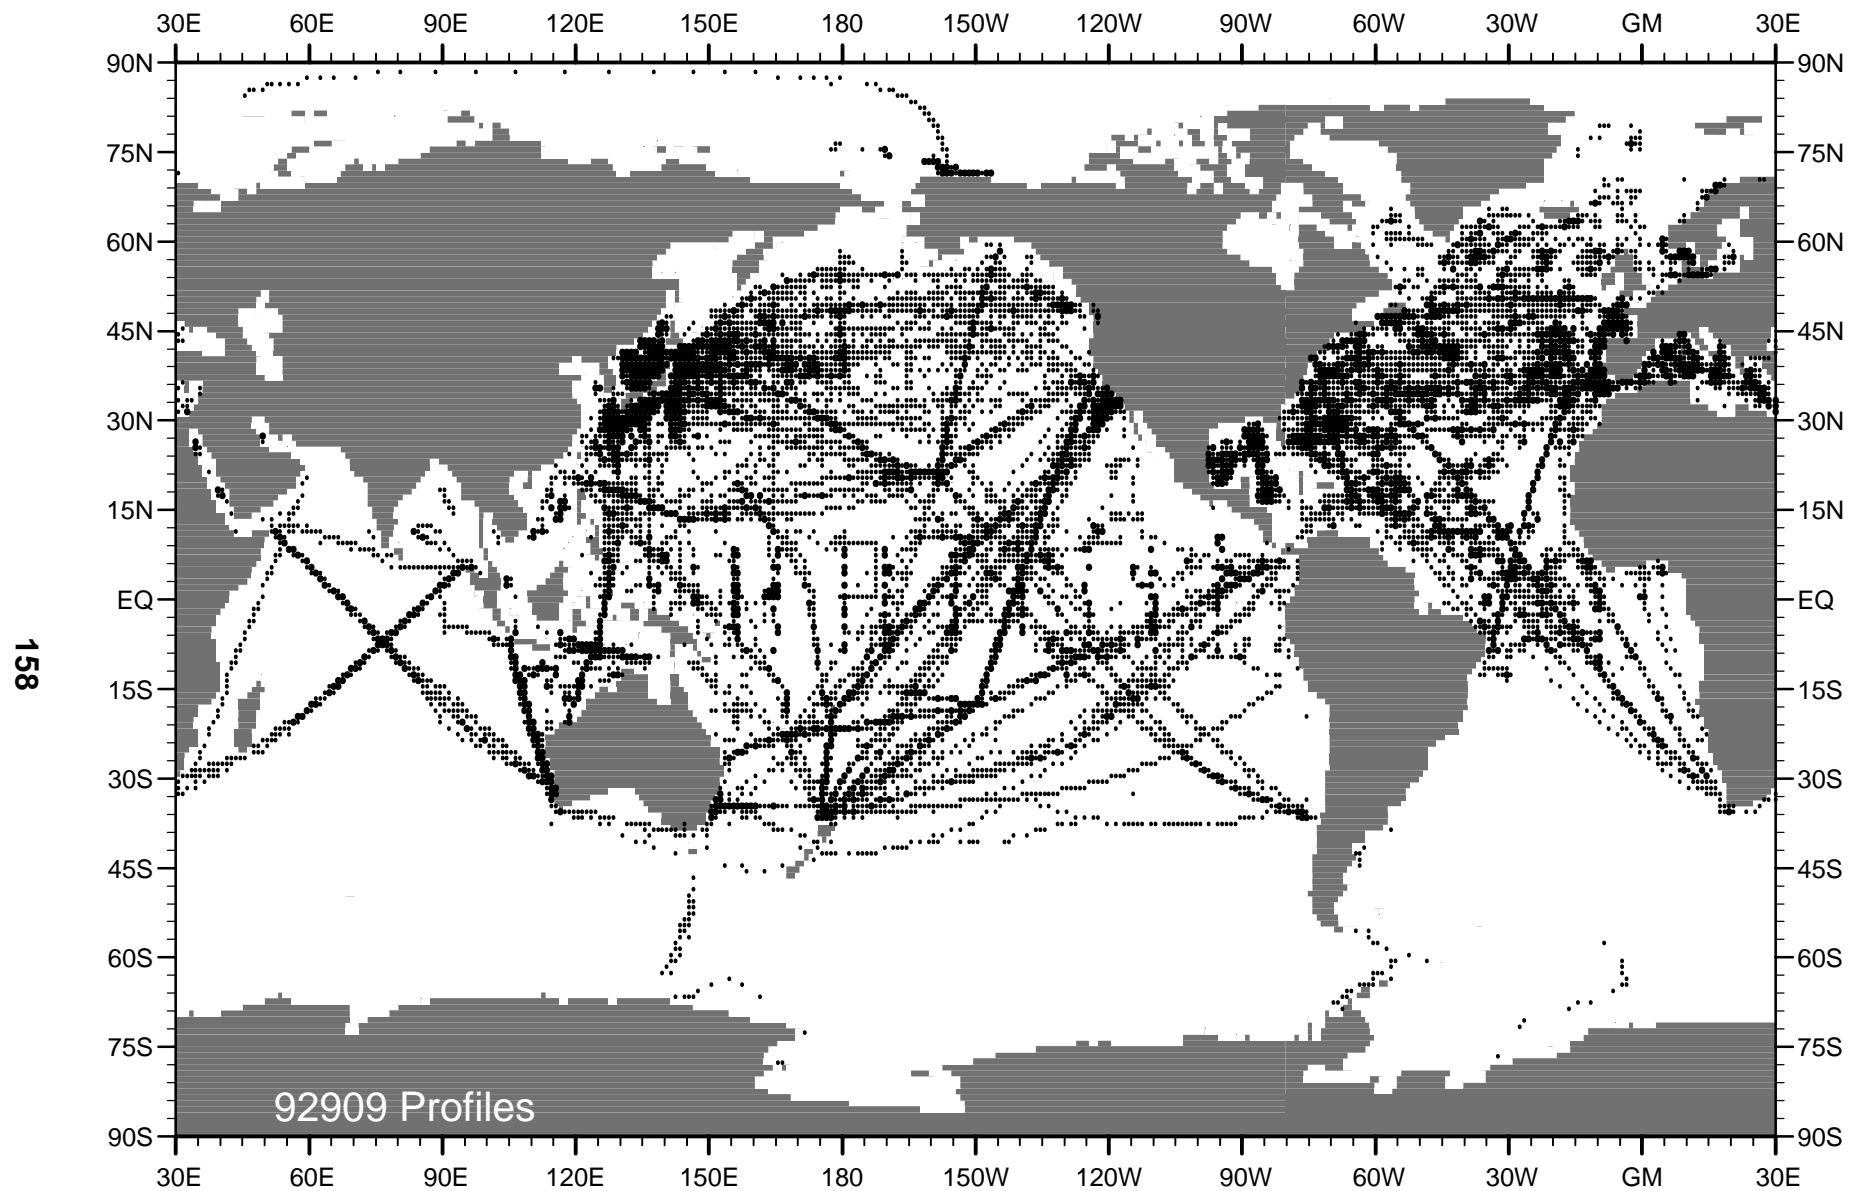 30E 60E 90E 120E 150E 180 150W 120W 90W 60W 30W GM 30E
90N 90N
75N 75N
60N 60N
45N 45N
30N 30N
15N 15N
EQ EQ
15S 15S
30S 30S
45S 45S
60S 60S
75S 75S
90S 90S
92909 Profiles
30E 60E 90E 120E 150E 180 150W 120W 90W 60W 30W GM 30E
158